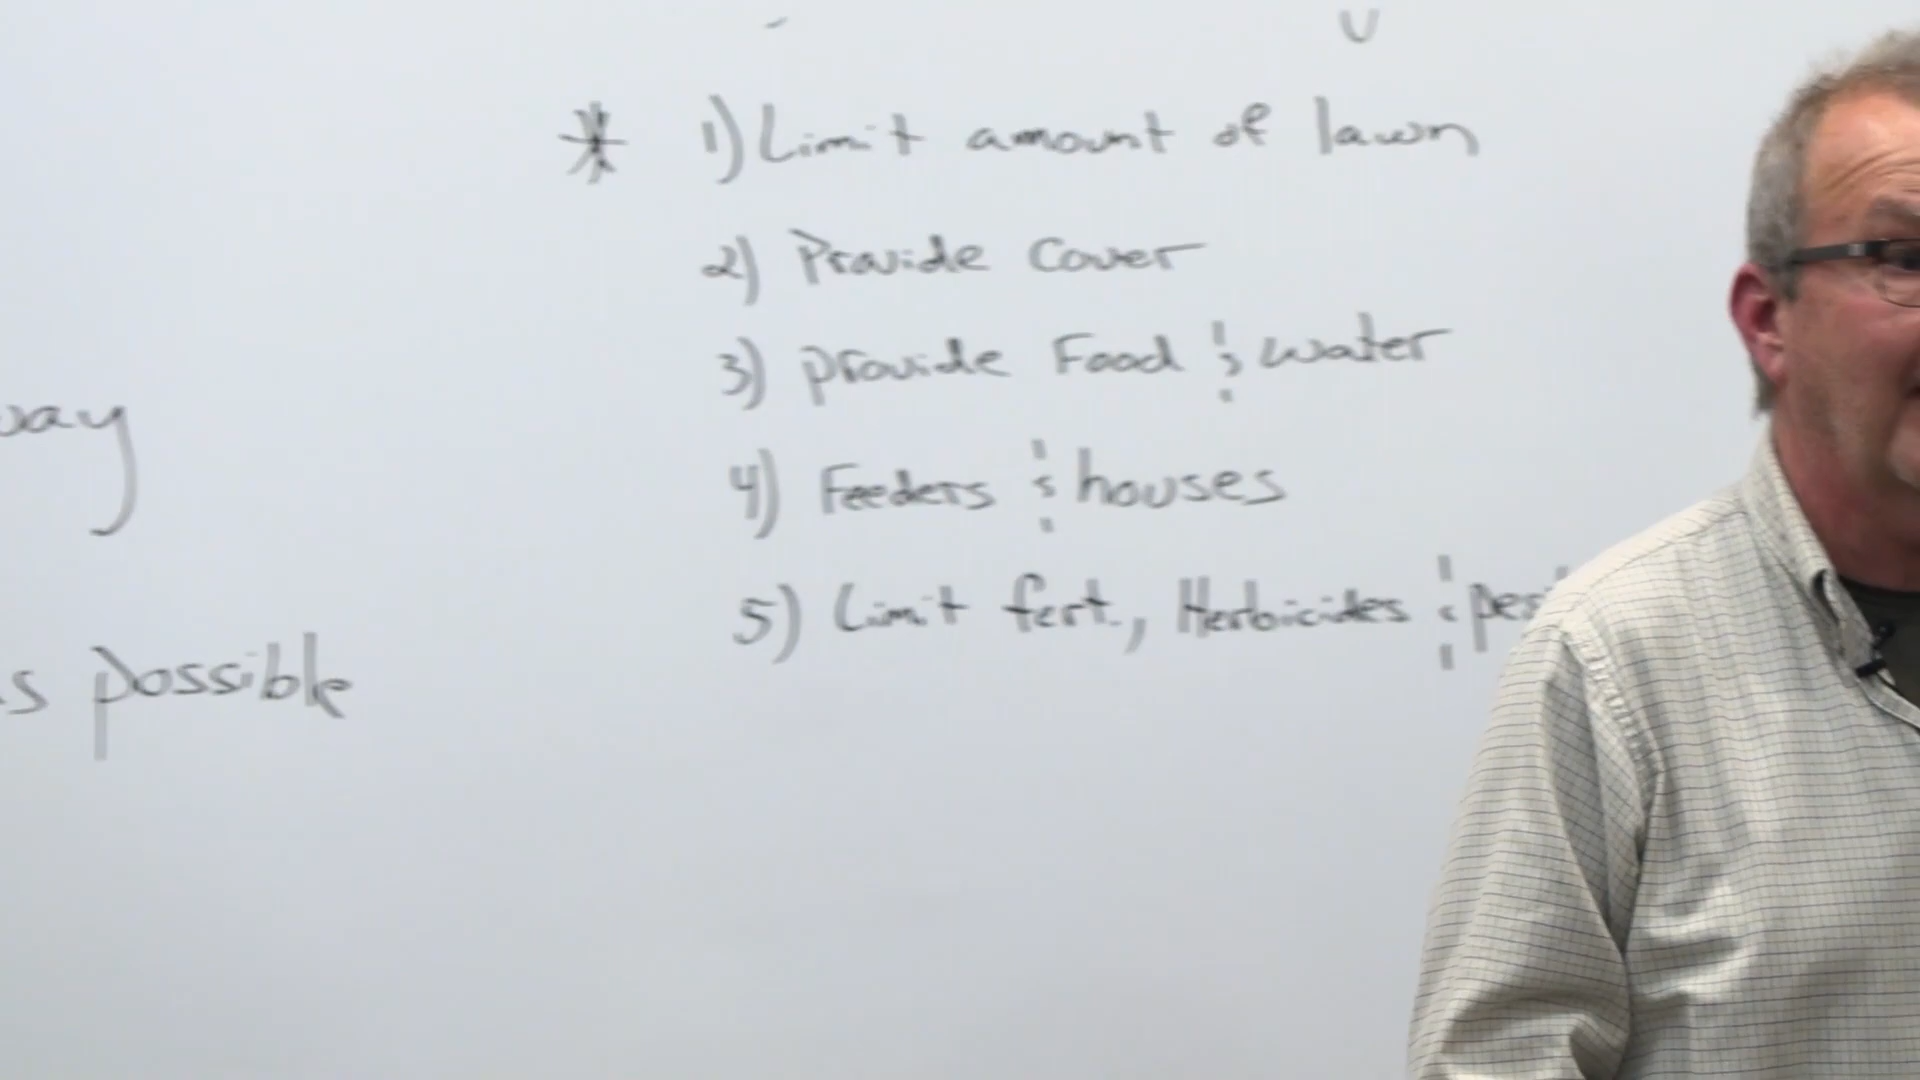 * 1) Limit amount of lawn
2) Provide Cover
3) provide Food & water
4) Feeders & houses
5) Limit fert., Herbicides &
possible